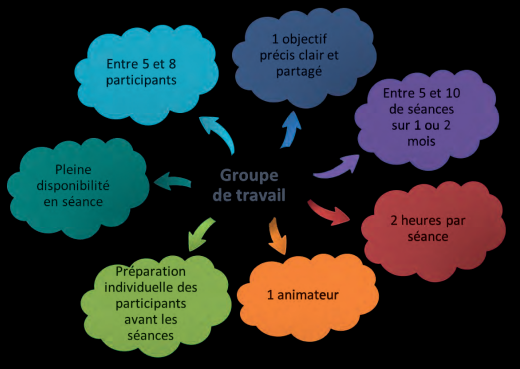 1 objectif
précis clair et
partagé
Entre 5 et 8
participants
Entre 5 et 10
de séances
sur 1 ou 2
mois
Pleine
disponibilité
en séance
Groupe
de travail
2 heures par
séance
Préparation
individuelle des
participants
avant les
séances
1 animateur